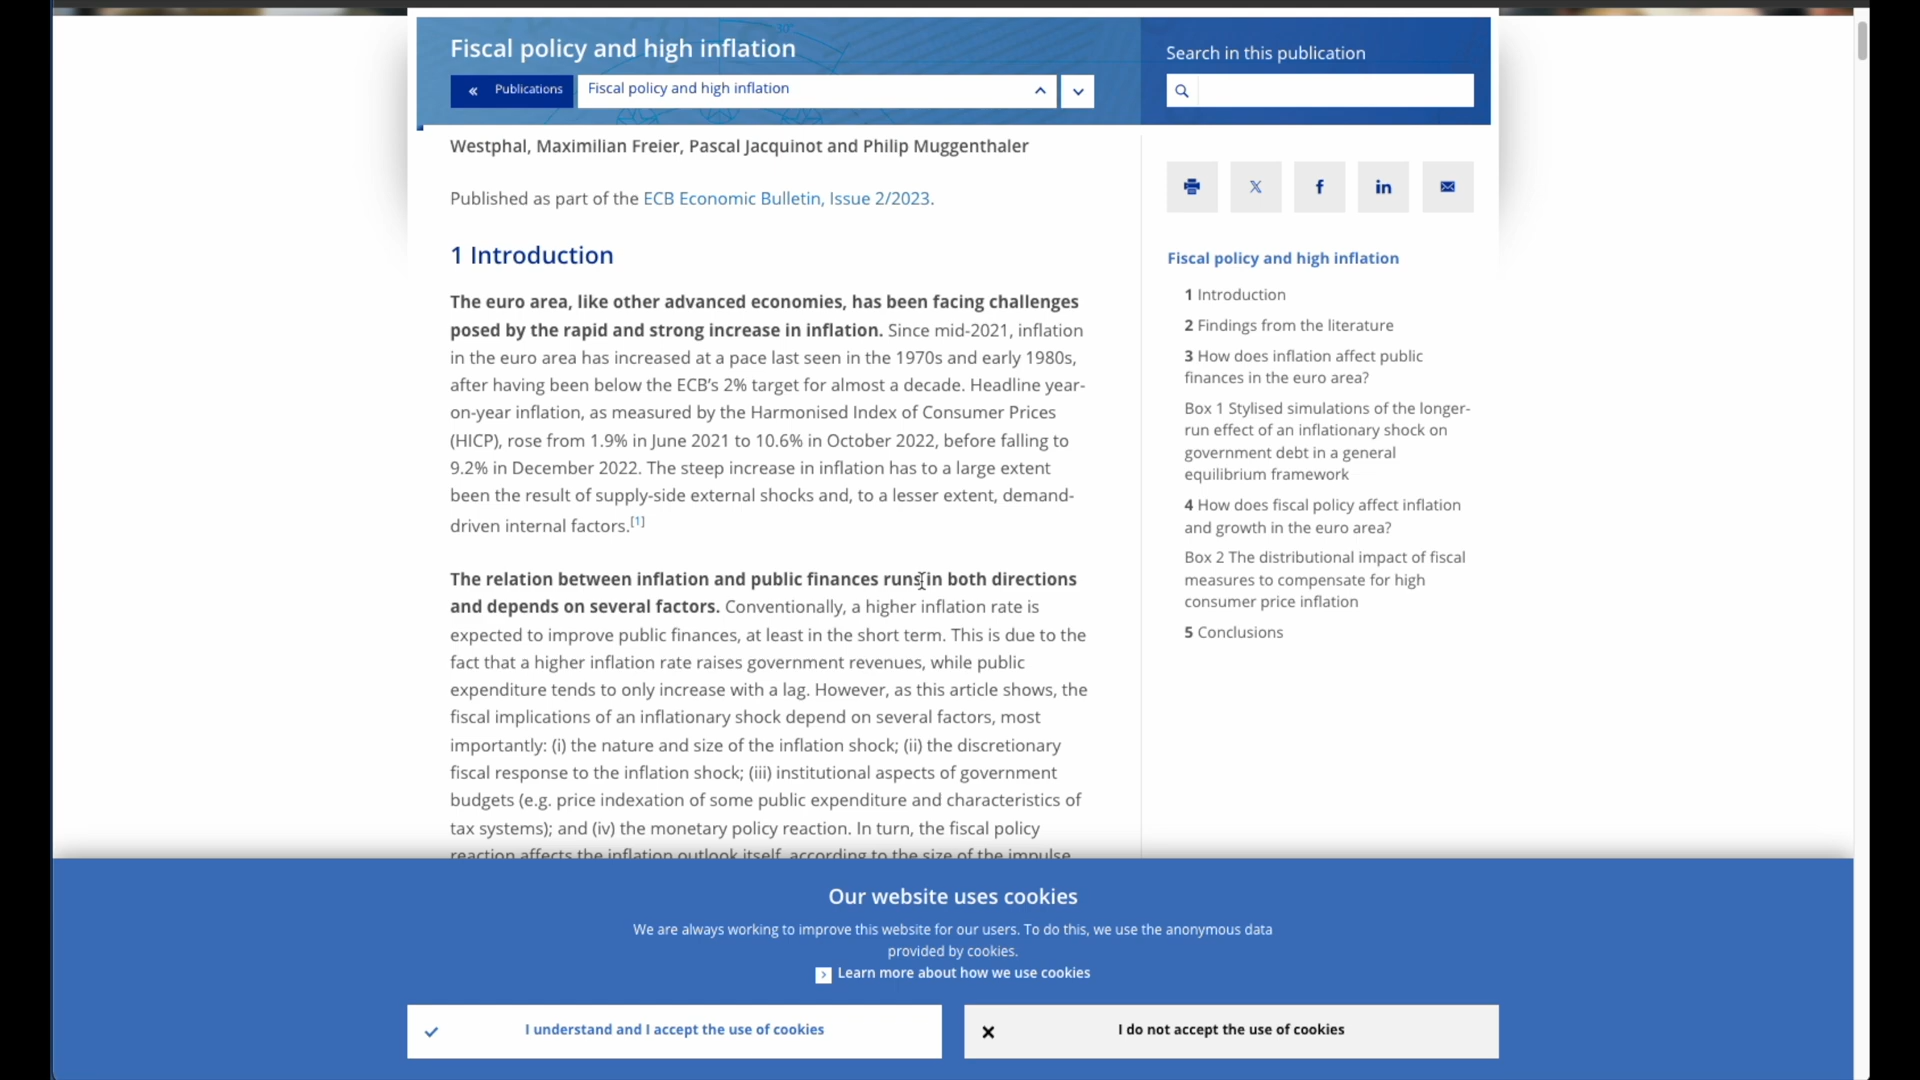 Fiscal policy and high inflation
« Publications
Fiscal policy and high inflation
Search in this publication
Westphal, Maximilian Freier, Pascal Jacquinot and Philip Muggenthaler
Published as part of the ECB Economic Bulletin, Issue 2/2023.
1 Introduction
The euro area, like other advanced economies, has been facing challenges
posed by the rapid and strong increase in inflation. Since mid-2021, inflation
in the euro area has increased at a pace last seen in the 1970s and early 1980s,
after having been below the ECB’s 2% target for almost a decade. Headline year-
on-year inflation, as measured by the Harmonised Index of Consumer Prices
(HICP), rose from 1.9% in June 2021 to 10.6% in October 2022, before falling to
9.2% in December 2022. The steep increase in inflation has to a large extent
been the result of supply-side external shocks and, to a lesser extent, demand-
driven internal factors.[1]
The relation between inflation and public finances runs in both directions
and depends on several factors. Conventionally, a higher inflation rate is
expected to improve public finances, at least in the short term. This is due to the
fact that a higher inflation rate raises government revenues, while public
expenditure tends to only increase with a lag. However, as this article shows, the
fiscal implications of an inflationary shock depend on several factors, most
importantly: (i) the nature and size of the inflation shock; (ii) the discretionary
fiscal response to the inflation shock; (iii) institutional aspects of government
budgets (e.g. price indexation of some public expenditure and characteristics of
tax systems); and (iv) the monetary policy reaction. In turn, the fiscal policy
reaction affects the inflation outlook itself, according to the size of the impulse,
Fiscal policy and high inflation
1 Introduction
2 Findings from the literature
3 How does inflation affect public
finances in the euro area?
Box 1 Stylised simulations of the longer-
run effect of an inflationary shock on
government debt in a general
equilibrium framework
4 How does fiscal policy affect inflation
and growth in the euro area?
Box 2 The distributional impact of fiscal
measures to compensate for high
consumer price inflation
5 Conclusions
Our website uses cookies
We are always working to improve this website for our users. To do this, we use the anonymous data
provided by cookies.
Learn more about how we use cookies
I understand and I accept the use of cookies
I do not accept the use of cookies